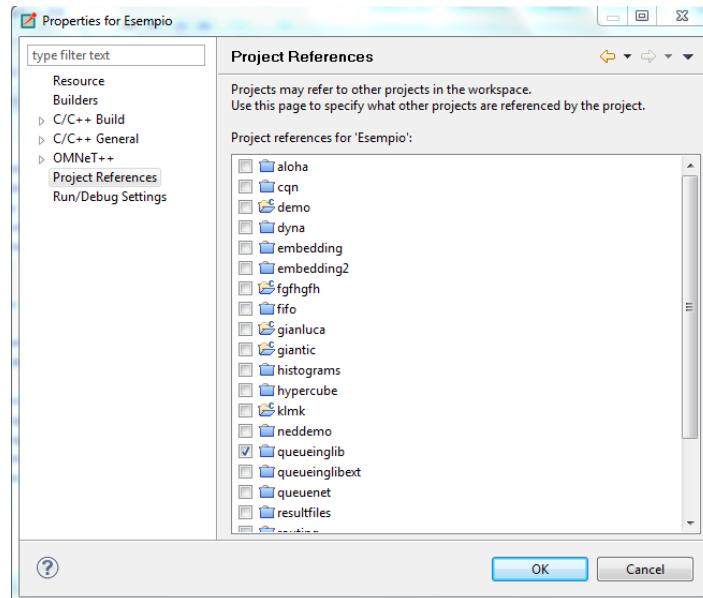 Properties for Esempio
type filter text
Resource
Builders
C/C++ Build
C/C++ General
OMNeT++
Project References
Run/Debug Settings
Project References
Projects may refer to other projects in the workspace.
Use this page to specify what other projects are referenced by the project.
Project references for 'Esempio':
aloha
cqn
demo
dyna
embedding
embedding2
fgfhgfh
fifo
gianluca
giantic
histograms
hypercube
klmk
neddemo
queueinglib
queueinglibext
queuenet
resultfiles
OK
Cancel